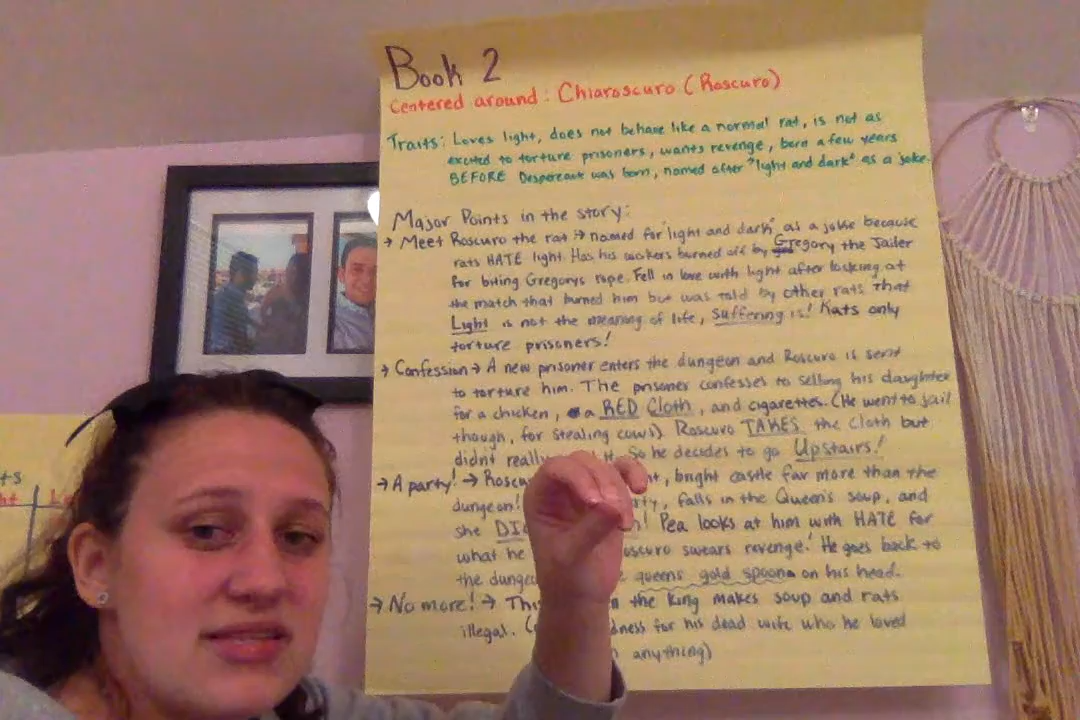 Book 2
Centered around: Chiaroscuro (Roscuro)
Traits: Loves light, does not behave like a normal rat, is not as
excited to torture prisoners, wants revenge, born a few years
BEFORE Despereaux was born, named after "light and dark" as a joke.
Major Points in the story:
→ Meet Roscuro the rat → named for "light and dark" as a joke because
rats HATE light. Has his burned off by Gregory the Jailer
for biting Gregorys rope. Fell in love with light after looking at
the match that burned him but was told by other rats that
Light is not the meaning of life, suffering is! Rats only
torture prisoners!
→ Confession → A new prisoner enters the dungeon and Roscuro is sent
to torture him. The prisoner confesses to selling his daughter
for a chicken, a RED Cloth, and cigarettes. (He went to jail
though, for stealing cows). Roscuro TAKES the cloth but
didnt So he decides to go Upstairs!
→ A party! → bright castle far more than the
dungeon! falls in the Queen's soup, and
she Pea looks at him with HATE for
what he swears revenge! He goes back to
the queens gold spoon on his head.
→ No more! → the King makes soup and rats
illegal. for his dead wife who he loved
anything)